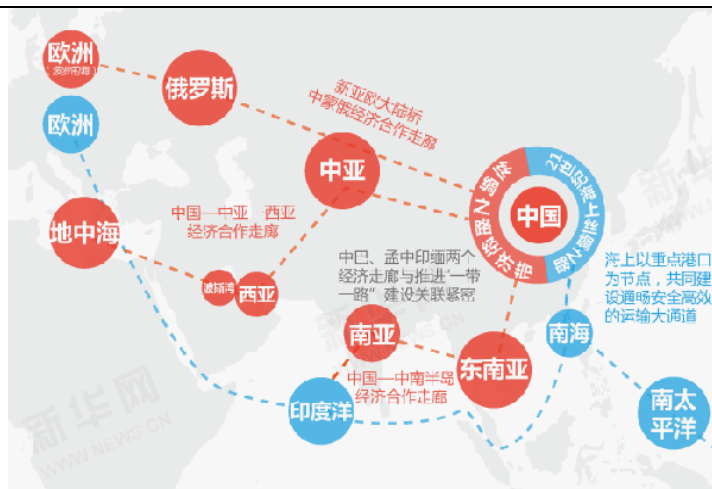 欧洲
(波罗的海)
俄罗斯
欧洲
新亚欧大陆桥
中蒙俄经济合作走廊
中亚
丝绸之路经济带
21世纪海上丝绸之路
中国
地中海
中国—中亚—西亚
经济合作走廊
波斯湾
西亚
中巴、孟中印缅两个
经济走廊与推进“一带
一路”建设关联紧密
海上以重点港口
为节点，共同建
设通畅安全高效
的运输大通道
南亚
东南亚
南海
中国—中南半岛
经济合作走廊
印度洋
南太
平洋
新华网
WWW.NEWS.CN